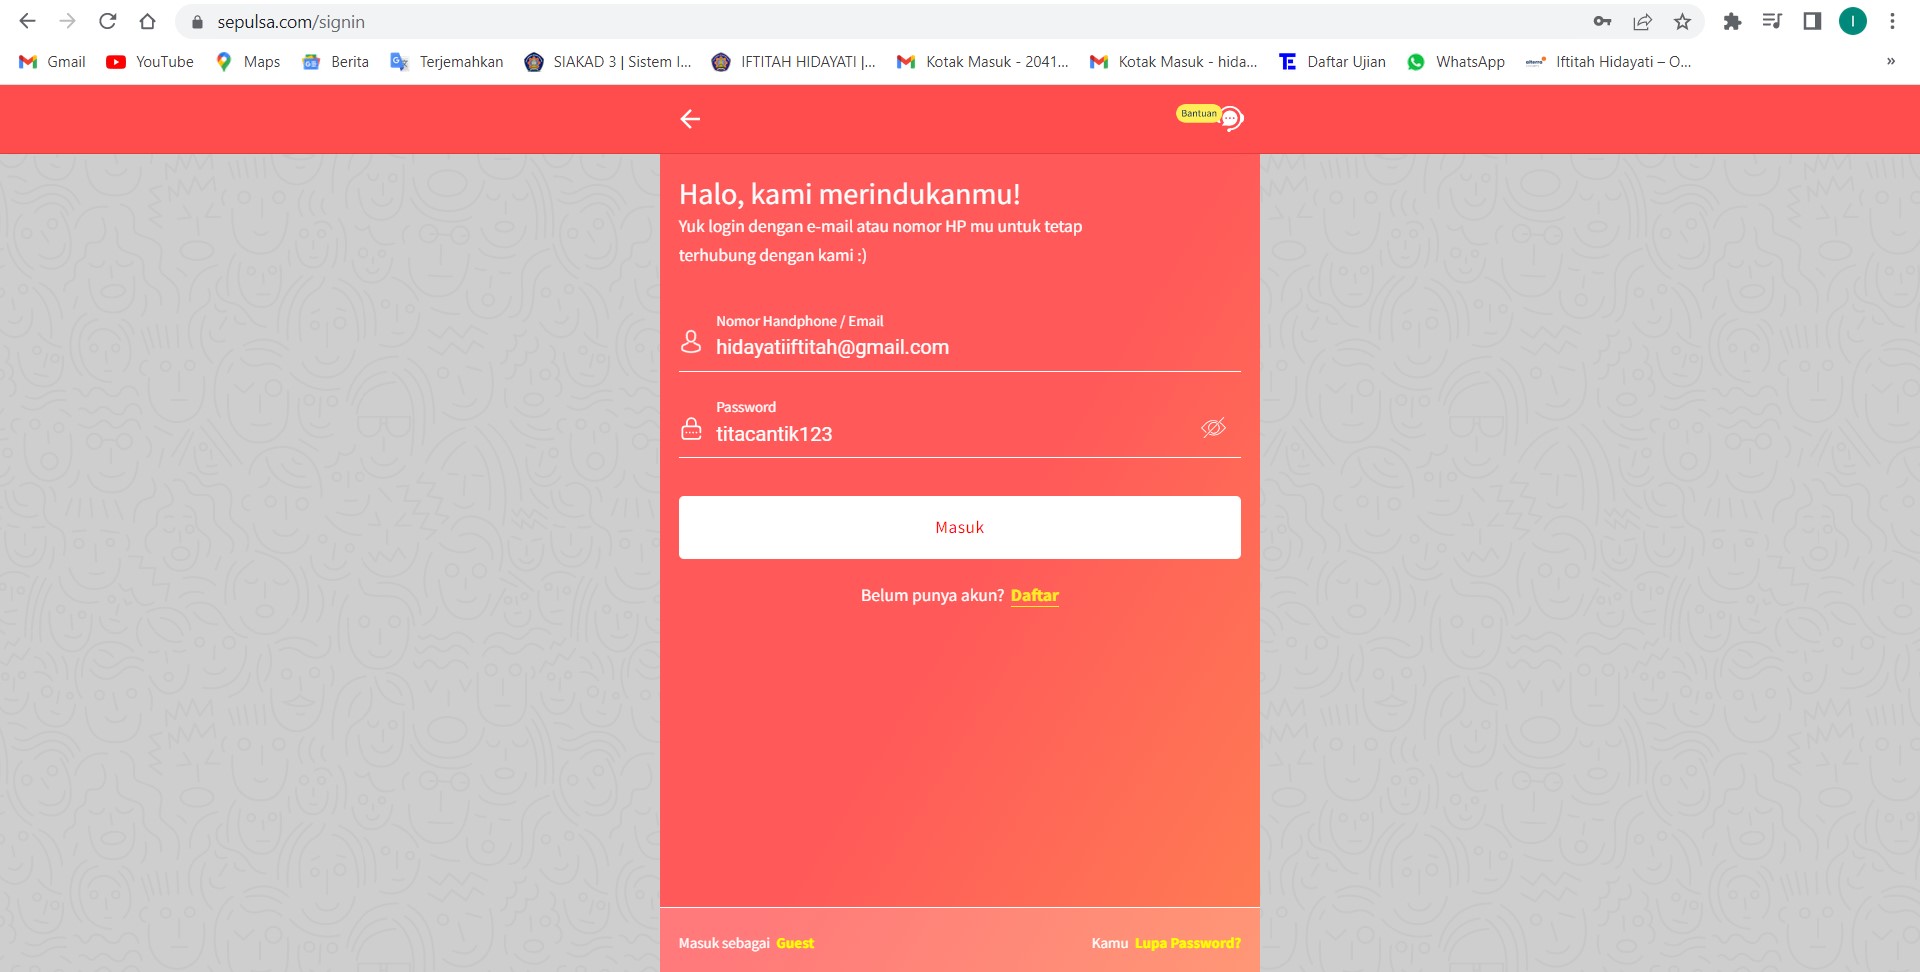 sepulsa.com/signin
I
Gmail
YouTube
Maps
Berita
Terjemahkan
SIAKAD 3 | Sistem I...
IFTITAH HIDAYATI |...
Kotak Masuk - 2041...
Kotak Masuk - hida...
Daftar Ujian
WhatsApp
Iftitah Hidayati – O...
»
Bantuan
Halo, kami merindukanmu!
Yuk login dengan e-mail atau nomor HP mu untuk tetap
terhubung dengan kami :)
Nomor Handphone / Email
hidayatiiftitah@gmail.com
Password
titacantik123
Masuk
Belum punya akun? Daftar
Masuk sebagai Guest
Kamu Lupa Password?